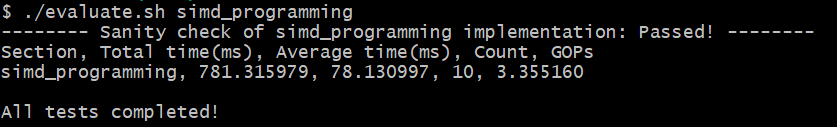 $ ./evaluate.sh simd_programming
-------- Sanity check of simd_programming implementation: Passed! --------
Section, Total time(ms), Average time(ms), Count, GOPs
simd_programming, 781.315979, 78.130997, 10, 3.355160
All tests completed!